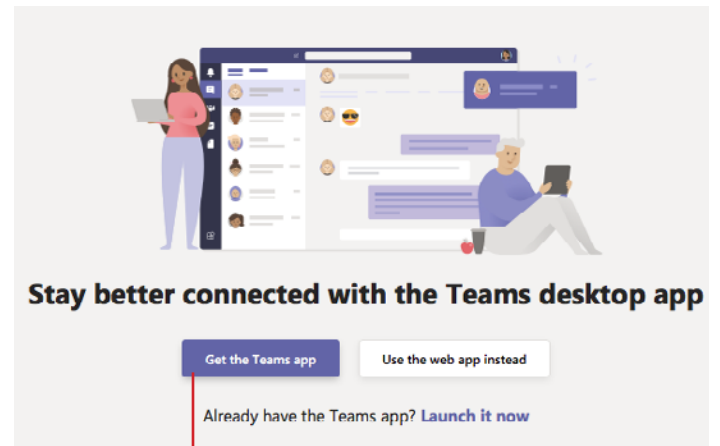 Stay better connected with the Teams desktop app
Get the Teams app
Use the web app instead
Already have the Teams app? Launch it now